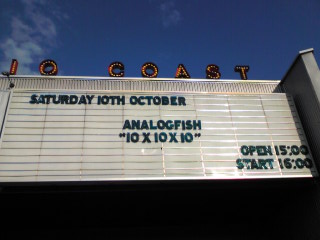 IO COAST
SATURDAY 10TH OCTOBER
ANALOGFISH
"10 X 10 X 10"
OPEN 15:00
START 16:00